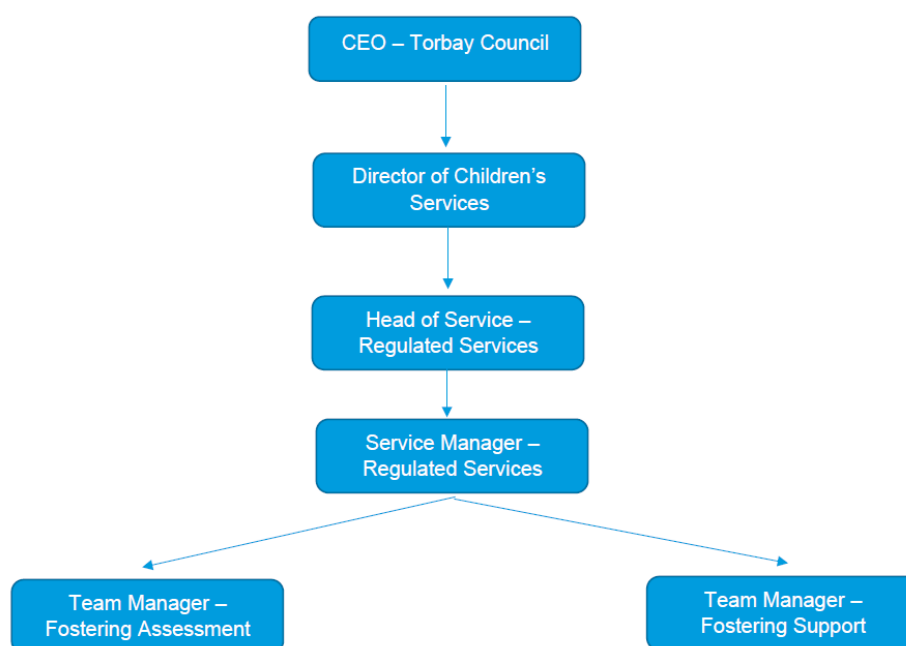 CEO – Torbay Council
Director of Children’s
Services
Head of Service –
Regulated Services
Service Manager –
Regulated Services
Team Manager –
Fostering Assessment
Team Manager –
Fostering Support